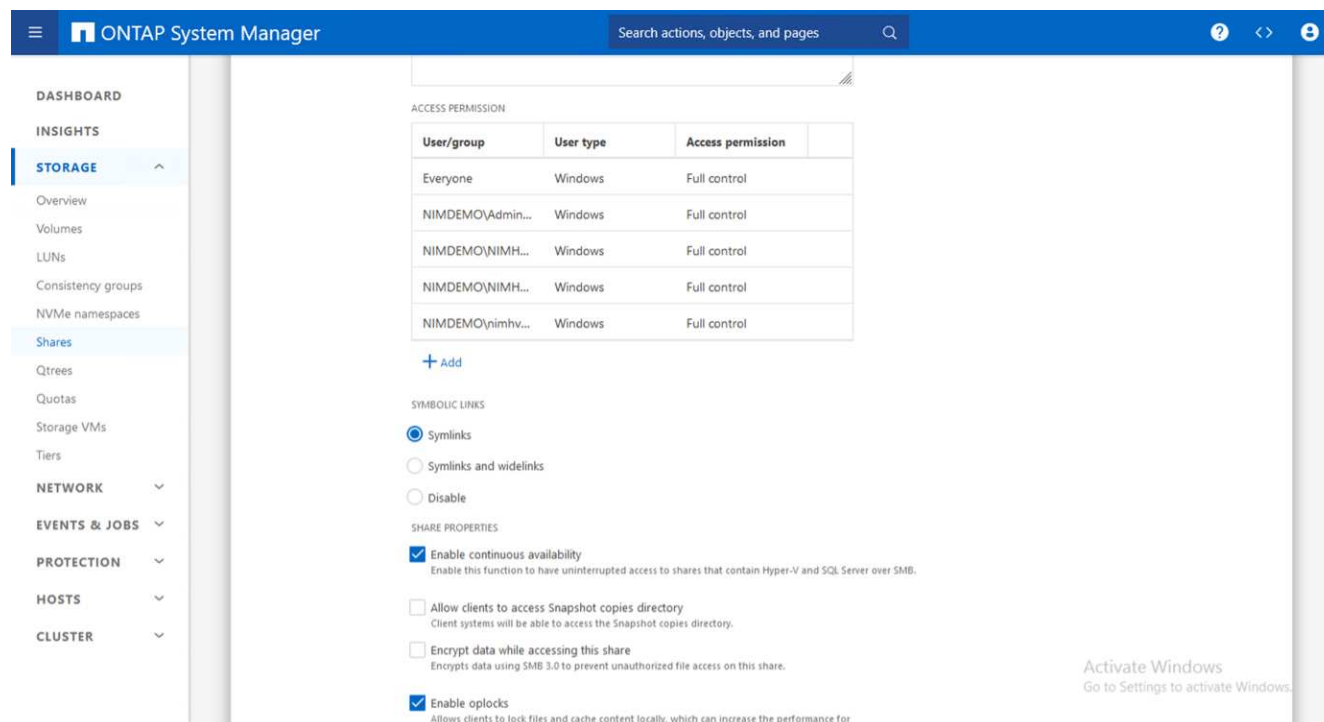 ONTAP System Manager
Search actions, objects, and pages
DASHBOARD
INSIGHTS
STORAGE
Overview
Volumes
LUNs
Consistency groups
NVMe namespaces
Shares
Qtrees
Quotas
Storage VMs
Tiers
NETWORK
EVENTS & JOBS
PROTECTION
HOSTS
CLUSTER
ACCESS PERMISSION
User/group User type Access permission
Everyone Windows Full control
NIMDEMO\Admin... Windows Full control
NIMDEMO\NIMH... Windows Full control
NIMDEMO\NIMH... Windows Full control
NIMDEMO\nimhv... Windows Full control
+ Add
SYMBOLIC LINKS
Symlinks
Symlinks and widelinks
Disable
SHARE PROPERTIES
Enable continuous availability
Enable this function to have uninterrupted access to shares that contain Hyper-V and SQL Server over SMB.
Allow clients to access Snapshot copies directory
Client systems will be able to access the Snapshot copies directory.
Encrypt data while accessing this share
Encrypts data using SMB 3.0 to prevent unauthorized file access on this share.
Enable oplocks
Allows clients to lock files and cache content locally, which can increase the performance for
Activate Windows
Go to Settings to activate Windows.